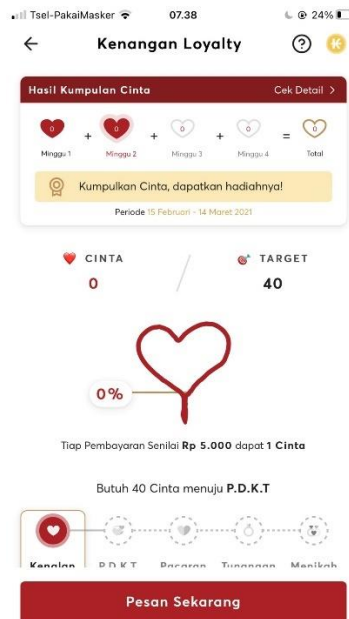 Tsel-PakaiMasker 07.38 24%
Kenangan Loyalty ?
Hasil Kumpulan Cinta Cek Detail >
0 + 0 + 0 + 0 = 0
Minggu 1 Minggu 2 Minggu 3 Minggu 4 Total
Kumpulkan Cinta, dapatkan hadiahnya!
Periode 15 Februari - 14 Maret 2021
CINTA TARGET
0 40
0%
Tiap Pembayaran Senilai Rp 5.000 dapat 1 Cinta
Butuh 40 Cinta menuju P.D.K.T
Kenalan P.D.K.T Pacaran Tunangan Menikah
Pesan Sekarang